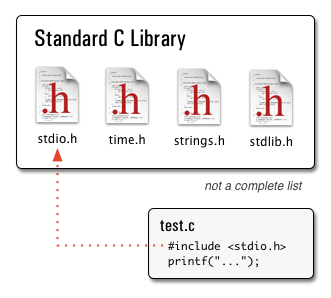 Standard C Library
.h .h .h .h
stdio.h time.h strings.h stdlib.h
not a complete list
test.c
#include <stdio.h>
printf("...");